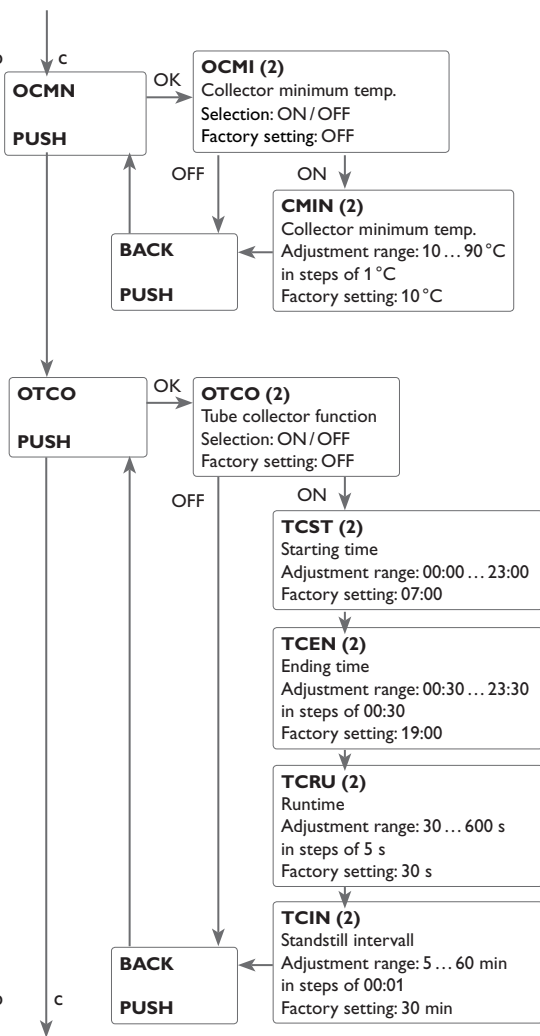 c
OCMN
PUSH
OK
OCMI (2)
Collector minimum temp.
Selection: ON / OFF
Factory setting: OFF
OFF
ON
CMIN (2)
Collector minimum temp.
Adjustment range: 10 ... 90 °C
in steps of 1 °C
Factory setting: 10 °C
BACK
PUSH
OTCO
PUSH
OK
OTCO (2)
Tube collector function
Selection: ON / OFF
Factory setting: OFF
OFF
ON
TCST (2)
Starting time
Adjustment range: 00:00 ... 23:00
Factory setting: 07:00
TCEN (2)
Ending time
Adjustment range: 00:30 ... 23:30
in steps of 00:30
Factory setting: 19:00
TCRU (2)
Runtime
Adjustment range: 30 ... 600 s
in steps of 5 s
Factory setting: 30 s
TCIN (2)
Standstill intervall
Adjustment range: 5 ... 60 min
in steps of 00:01
Factory setting: 30 min
BACK
PUSH
c